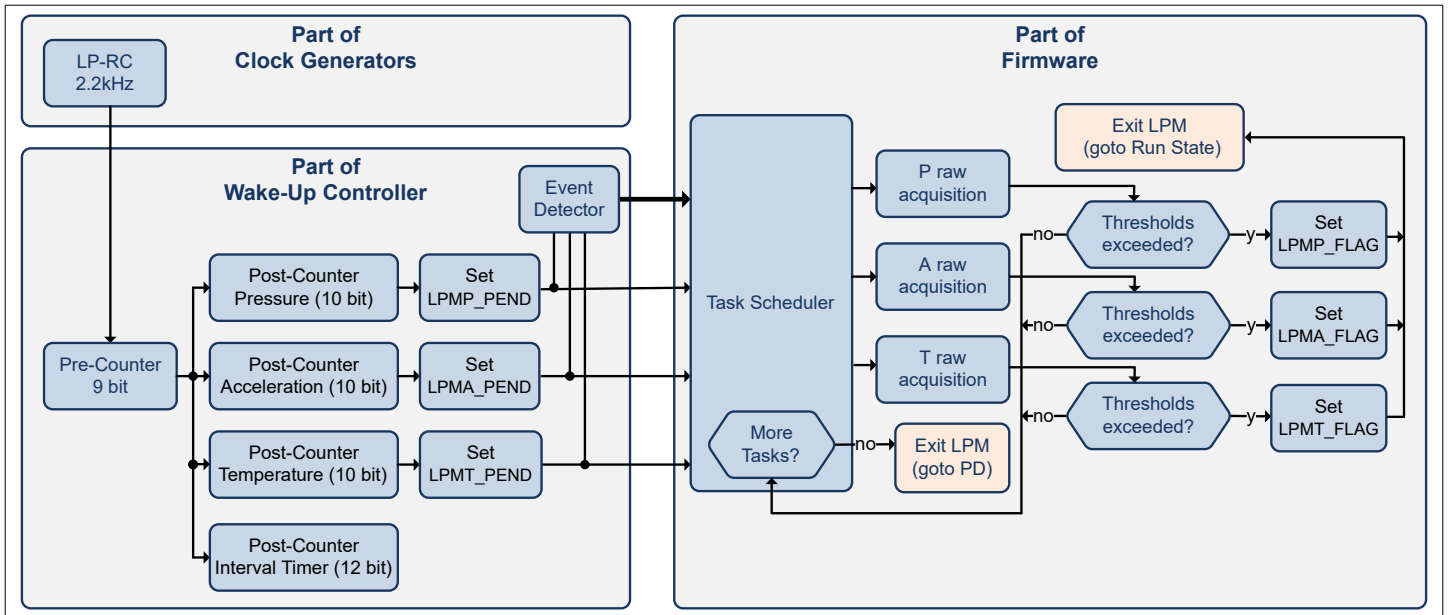 Part of
Clock Generators
LP-RC
2.2kHz
Part of
Wake-Up Controller
Event
Detector
Post-Counter
Pressure (10 bit)
Set
LPMP_PEND
Pre-Counter
9 bit
Post-Counter
Acceleration (10 bit)
Set
LPMA_PEND
Post-Counter
Temperature (10 bit)
Set
LPMT_PEND
Post-Counter
Interval Timer (12 bit)
Part of
Firmware
Task Scheduler
More
Tasks?
no
Exit LPM
(goto PD)
P raw
acquisition
A raw
acquisition
T raw
acquisition
Exit LPM
(goto Run State)
no
Thresholds
exceeded?
y
Set
LPMP_FLAG
no
Thresholds
exceeded?
y
Set
LPMA_FLAG
no
Thresholds
exceeded?
y
Set
LPMT_FLAG